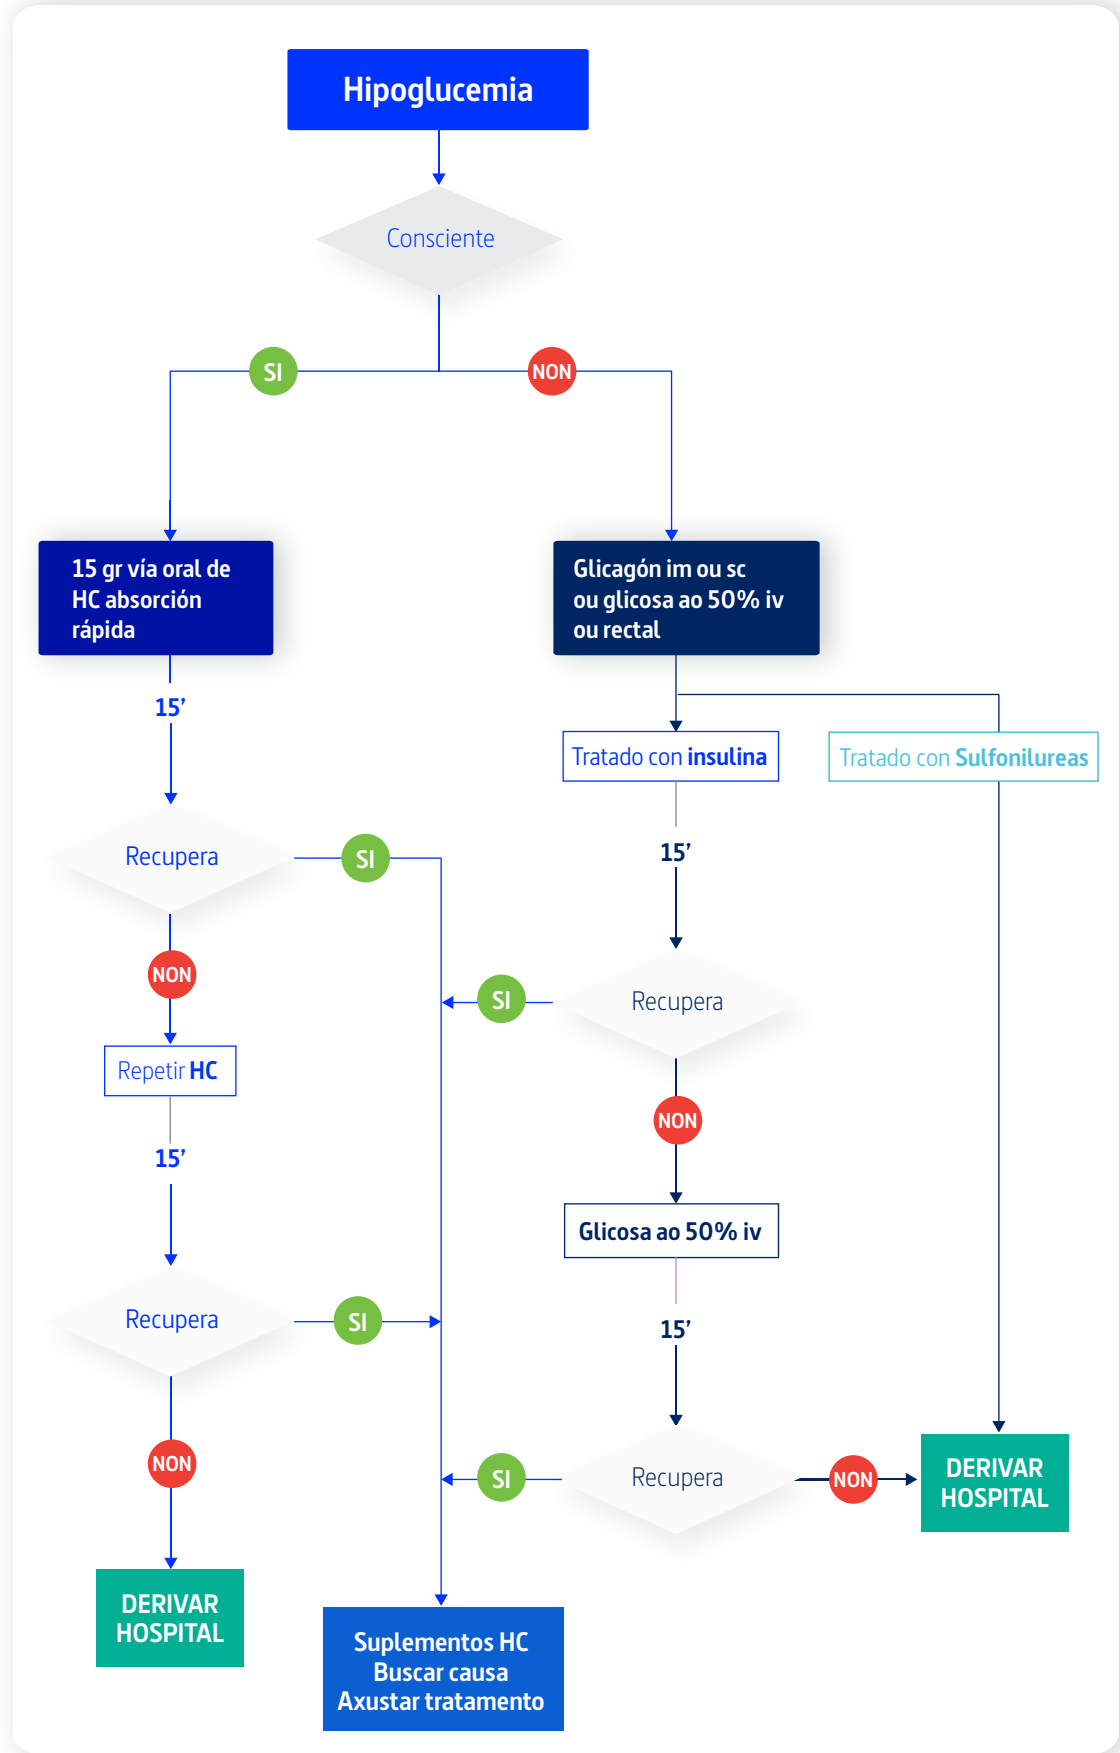 Hipoglucemia
Consciente
SI
NON
15 gr vía oral de
HC absorción
rápida
Glicagón im ou sc
ou glicosa ao 50% iv
ou rectal
15’
Tratado con insulina
Tratado con Sulfonilureas
Recupera
SI
15’
NON
SI
Recupera
Repetir HC
NON
15’
Glicosa ao 50% iv
Recupera
SI
15’
NON
SI
Recupera
NON
DERIVAR
HOSPITAL
DERIVAR
HOSPITAL
Suplementos HC
Buscar causa
Axustar tratamento